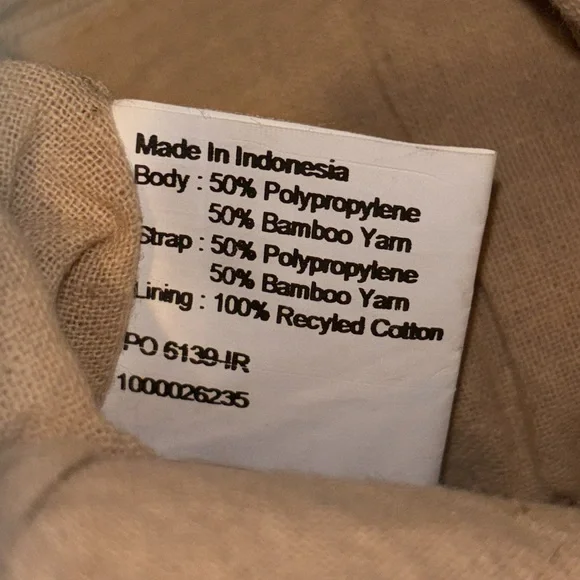 Made In Indonesia
Body : 50% Polypropylene
50% Bamboo Yarn
Strap : 50% Polypropylene
50% Bamboo Yarn
Lining : 100% Recyled Cotton
PO 6139-IR
1000026235